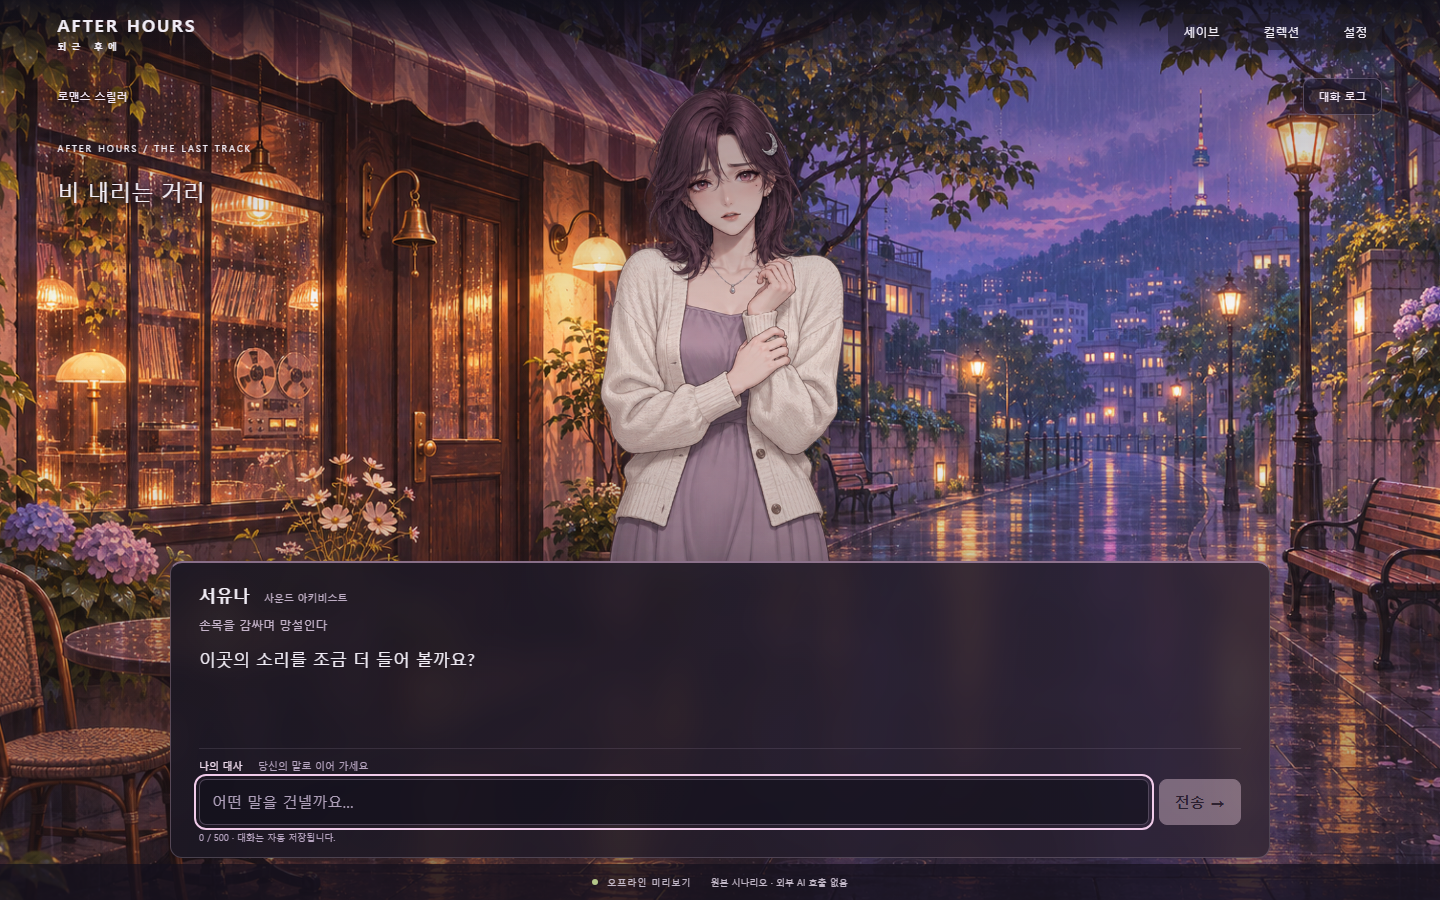 AFTER HOURS
퇴근 후에
세이브 컬렉션 설정
로맨스 스릴러
대화 로그
AFTER HOURS / THE LAST TRACK
비 내리는 거리
서유나 사운드 아키비스트
손목을 감싸며 망설인다
이곳의 소리를 조금 더 들어 볼까요?
나의 대사 당신의 말로 이어 가세요
어떤 말을 건넬까요...
전송 →
0 / 500 · 대화는 자동 저장됩니다.
오프라인 미리보기 원본 시나리오 · 외부 AI 호출 없음